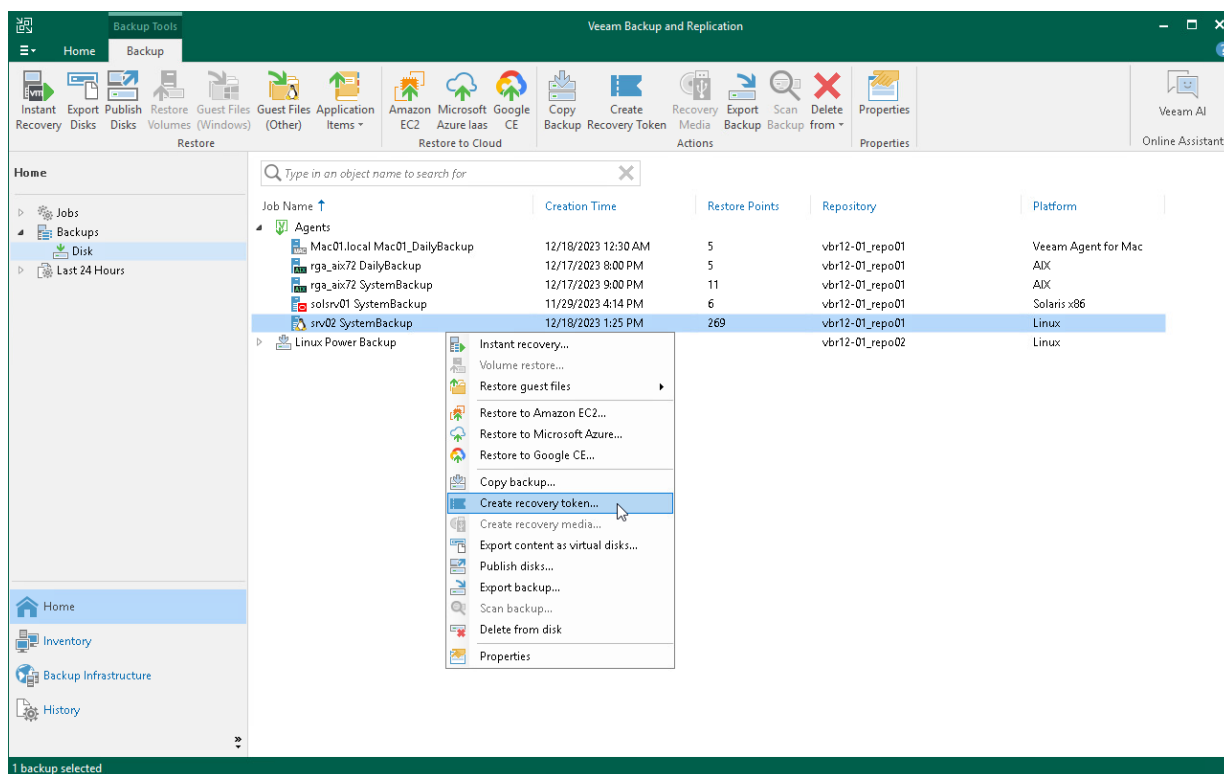 Backup Tools
Veeam Backup and Replication
Home Backup
Instant Recovery
Export Disks
Publish Disks
Restore Volumes
Guest Files (Windows)
Guest Files (Other)
Application Items
Amazon EC2
Microsoft Azure Iaas
Google CE
Copy Backup
Create Recovery Token
Recovery Media
Export Backup
Scan Backup
Delete from
Properties
Veeam AI
Restore
Restore to Cloud
Actions
Properties
Online Assistant
Home
Jobs
Backups
Disk
Last 24 Hours
Type in an object name to search for
Job Name Creation Time Restore Points Repository Platform
Agents
Mac01.local Mac01_DailyBackup 12/18/2023 12:30 AM 5 vbr12-01_repo01 Veeam Agent for Mac
rga_aix72 DailyBackup 12/17/2023 8:00 PM 5 vbr12-01_repo01 AIX
rga_aix72 SystemBackup 12/17/2023 9:00 PM 11 vbr12-01_repo01 AIX
solsrv01 SystemBackup 11/29/2023 4:14 PM 6 vbr12-01_repo01 Solaris x86
srv02 SystemBackup 12/18/2023 1:25 PM 269 vbr12-01_repo01 Linux
Linux Power Backup vbr12-01_repo02 Linux
Instant recovery...
Volume restore...
Restore guest files
Restore to Amazon EC2...
Restore to Microsoft Azure...
Restore to Google CE...
Copy backup...
Create recovery token...
Create recovery media...
Export content as virtual disks...
Publish disks...
Export backup...
Scan backup...
Delete from disk
Properties
Home
Inventory
Backup Infrastructure
History
1 backup selected